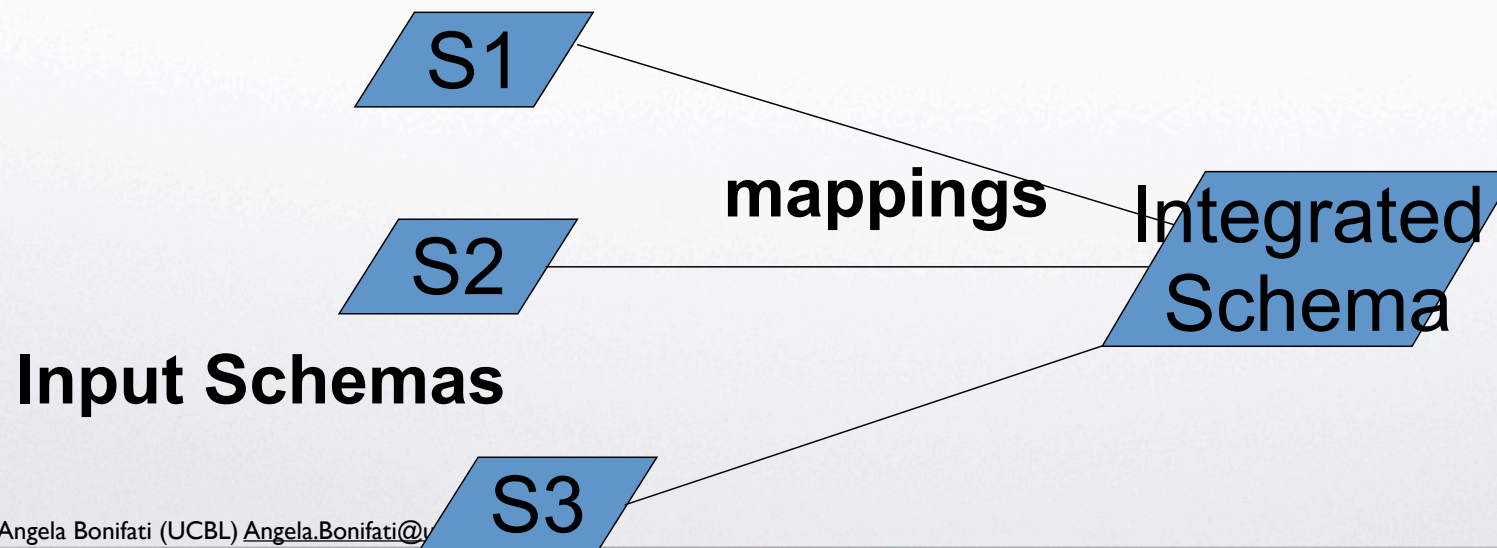 S1
mappings
Integrated
Schema
S2
Input Schemas
S3
Angela Bonifati (UCBL) Angela.Bonifati@